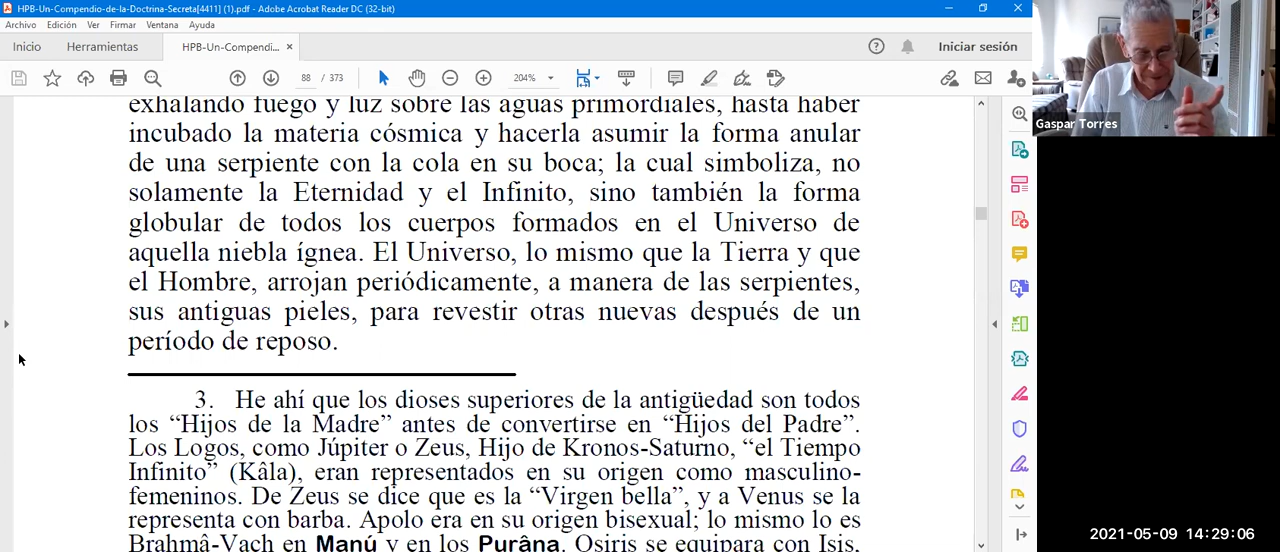 HPB-Un-Compendio-de-la-Doctrina-Secreta[4411] (1).pdf - Adobe Acrobat Reader DC (32-bit)
Archivo Edición Ver Firmar Ventana Ayuda
Inicio Herramientas HPB-Un-Compendi... × Iniciar sesión
88 / 373 204%
exhalando fuego y luz sobre las aguas primordiales, hasta haber
incubado la materia cósmica y hacerla asumir la forma anular
de una serpiente con la cola en su boca; la cual simboliza, no
solamente la Eternidad y el Infinito, sino también la forma
globular de todos los cuerpos formados en el Universo de
aquella niebla ígnea. El Universo, lo mismo que la Tierra y que
el Hombre, arrojan periódicamente, a manera de las serpientes,
sus antiguas pieles, para revestir otras nuevas después de un
período de reposo.
3. He ahí que los dioses superiores de la antigüedad son todos
los “Hijos de la Madre” antes de convertirse en “Hijos del Padre”.
Los Logos, como Júpiter o Zeus, Hijo de Kronos-Saturno, “el Tiempo
Infinito” (Kâla), eran representados en su origen como masculino-
femeninos. De Zeus se dice que es la “Virgen bella”, y a Venus se la
representa con barba. Apolo era en su origen bisexual; lo mismo lo es
Brahmâ-Vach en Manú y en los Purâna. Osiris se equipara con Isis,
Gaspar Torres
2021-05-09 14:29:06